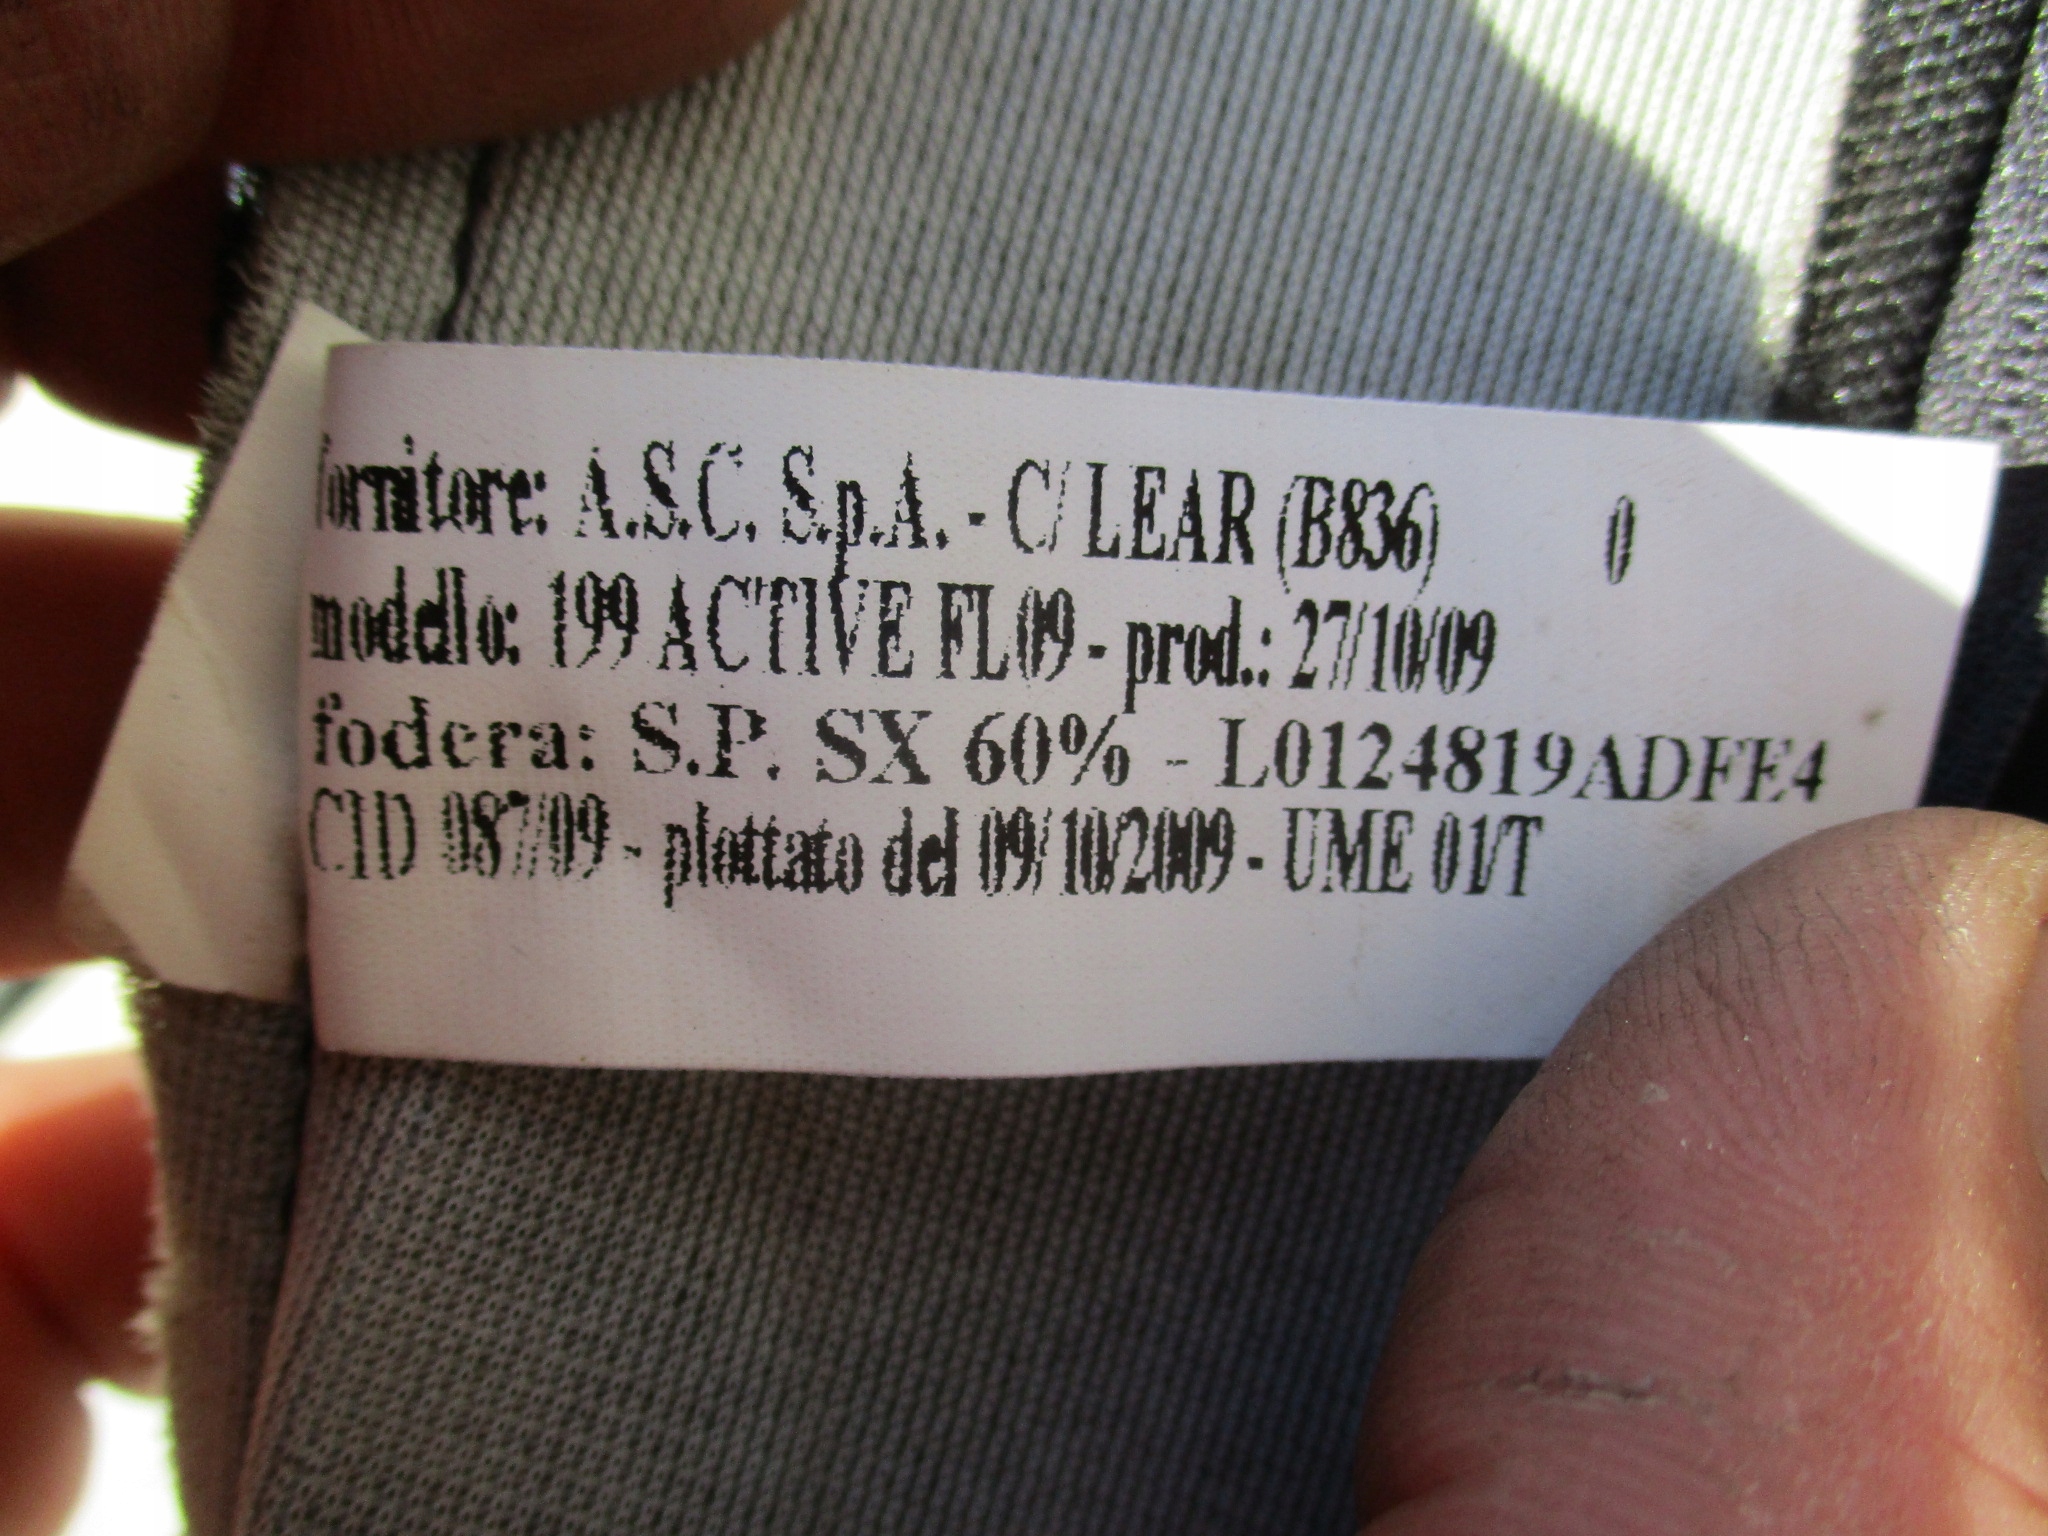 fornitore: A.S.C. S.p.A. - C/ LEAR (B836) 0
modello: 199 ACTIVE FL09 - prod.: 27/10/09
fodera: S.P. SX 60% - L0124819ADFE4
CID 087/09 - plottato del 09/10/2009 - UME 01/T